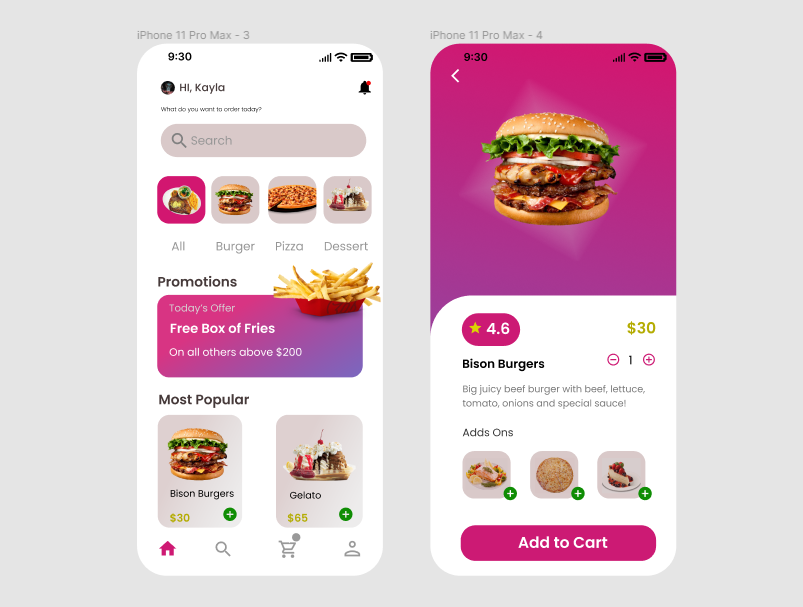 iPhone 11 Pro Max - 3
9:30
HI, Kayla
What do you want to order today?
Search
All
Burger
Pizza
Dessert
Promotions
Today's Offer
Free Box of Fries
On all others above $200
Most Popular
Bison Burgers
$30
Gelato
$65
iPhone 11 Pro Max - 4
9:30
4.6
$30
Bison Burgers
1
Big juicy beef burger with beef, lettuce,
tomato, onions and special sauce!
Adds Ons
Add to Cart